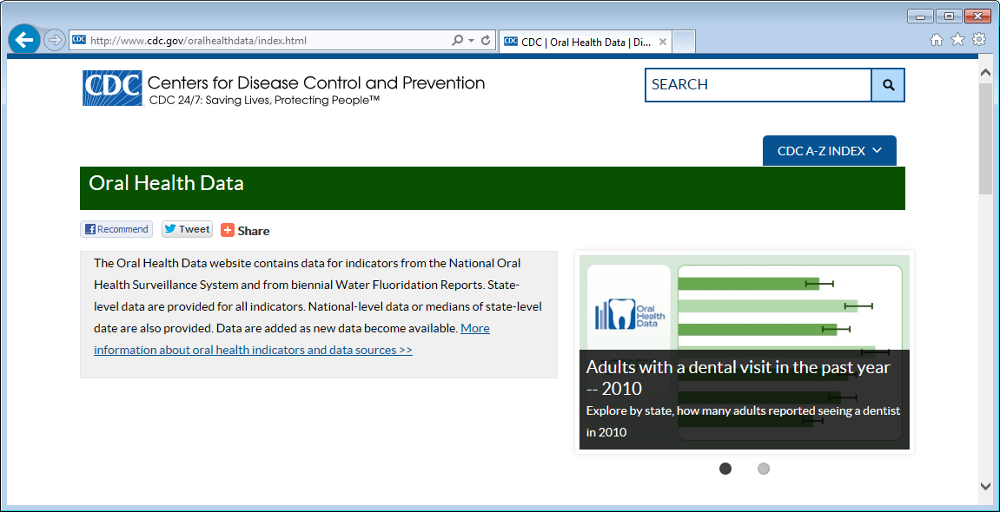 CDC http://www.cdc.gov/oralhealthdata/index.html
CDC CDC | Oral Health Data | Di...
CDC Centers for Disease Control and Prevention
CDC 24/7: Saving Lives, Protecting People™
SEARCH
CDC A-Z INDEX
Oral Health Data
Recommend Tweet Share
The Oral Health Data website contains data for indicators from the National Oral
Health Surveillance System and from biennial Water Fluoridation Reports. State-
level data are provided for all indicators. National-level data or medians of state-level
date are also provided. Data are added as new data become available. More
information about oral health indicators and data sources >>
Oral
Health
Data
Adults with a dental visit in the past year
-- 2010
Explore by state, how many adults reported seeing a dentist
in 2010